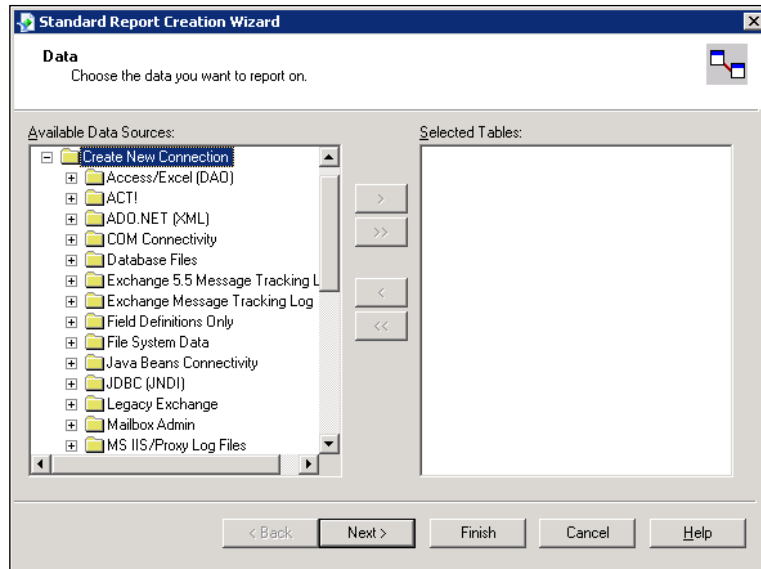 Standard Report Creation Wizard
Data
Choose the data you want to report on.
Available Data Sources:
Selected Tables:
Create New Connection
Access/Excel (DAO)
ACT!
ADO.NET (XML)
COM Connectivity
Database Files
Exchange 5.5 Message Tracking L
Exchange Message Tracking Log
Field Definitions Only
File System Data
Java Beans Connectivity
JDBC (JNDI)
Legacy Exchange
Mailbox Admin
MS IIS/Proxy Log Files
>
>>
<
<<
< Back Next > Finish Cancel Help